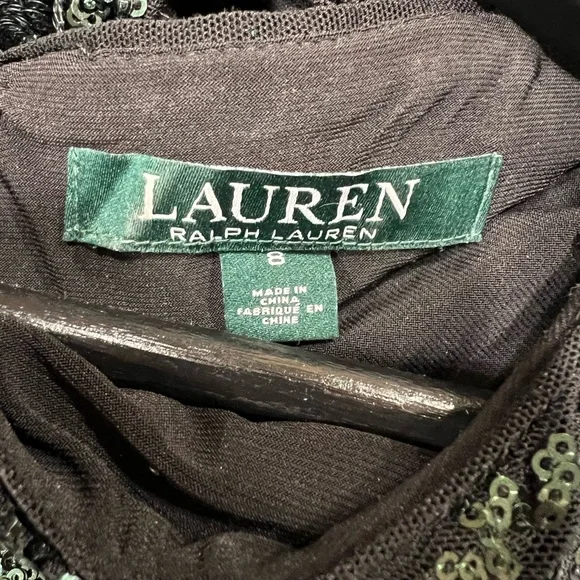 LAUREN
RALPH LAUREN
8
MADE IN
CHINA
FABRIQUÉ EN
CHINE